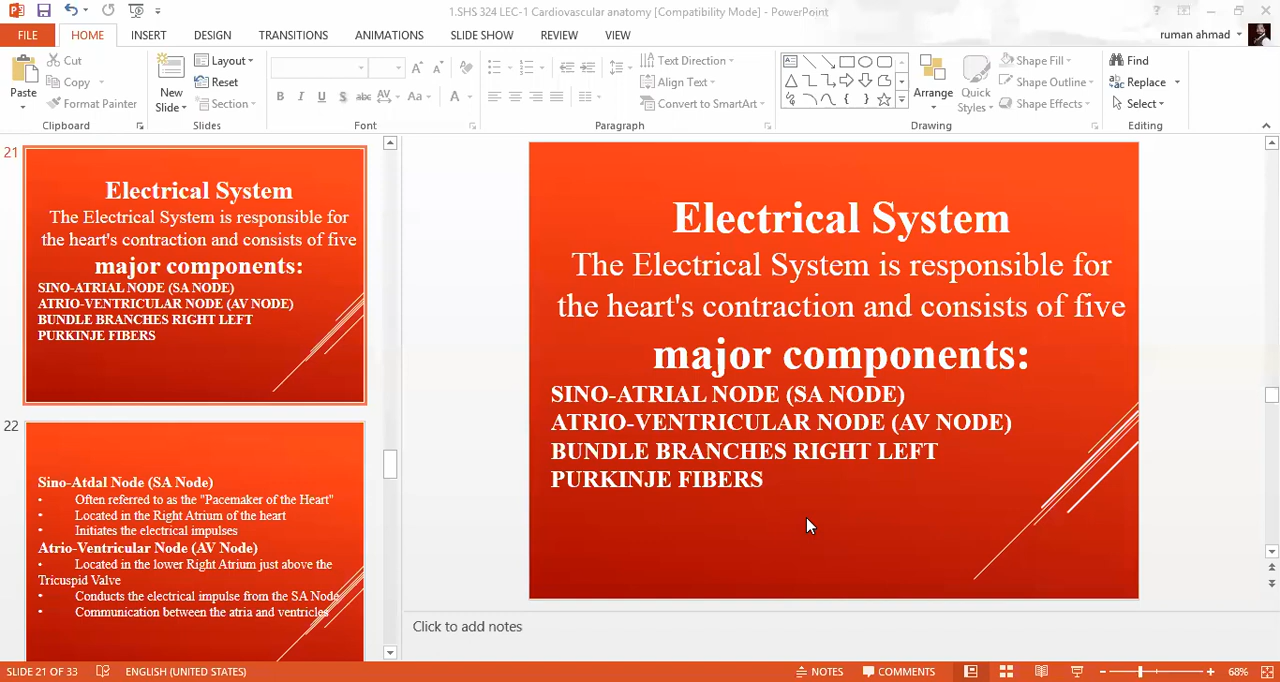 1.SHS 324 LEC-1 Cardiovascular anatomy [Compatibility Mode] - PowerPoint
FILE HOME INSERT DESIGN TRANSITIONS ANIMATIONS SLIDE SHOW REVIEW VIEW ruman ahmad
Paste
Cut
Copy
Format Painter
Clipboard
New
Slide
Layout
Reset
Section
Slides
Font
Text Direction
Align Text
Convert to SmartArt
Paragraph
Arrange
Quick
Styles
Shape Fill
Shape Outline
Shape Effects
Drawing
Find
Replace
Select
Editing
21
Electrical System
The Electrical System is responsible for
the heart's contraction and consists of five
major components:
SINO-ATRIAL NODE (SA NODE)
ATRIO-VENTRICULAR NODE (AV NODE)
BUNDLE BRANCHES RIGHT LEFT
PURKINJE FIBERS
22
Sino-Atdal Node (SA Node)
• Often referred to as the "Pacemaker of the Heart"
• Located in the Right Atrium of the heart
• Initiates the electrical impulses
Atrio-Ventricular Node (AV Node)
• Located in the lower Right Atrium just above the
Tricuspid Valve
• Conducts the electrical impulse from the SA Node
• Communication between the atria and ventricles
Electrical System
The Electrical System is responsible for
the heart's contraction and consists of five
major components:
SINO-ATRIAL NODE (SA NODE)
ATRIO-VENTRICULAR NODE (AV NODE)
BUNDLE BRANCHES RIGHT LEFT
PURKINJE FIBERS
Click to add notes
SLIDE 21 OF 33 ENGLISH (UNITED STATES) NOTES COMMENTS 68%